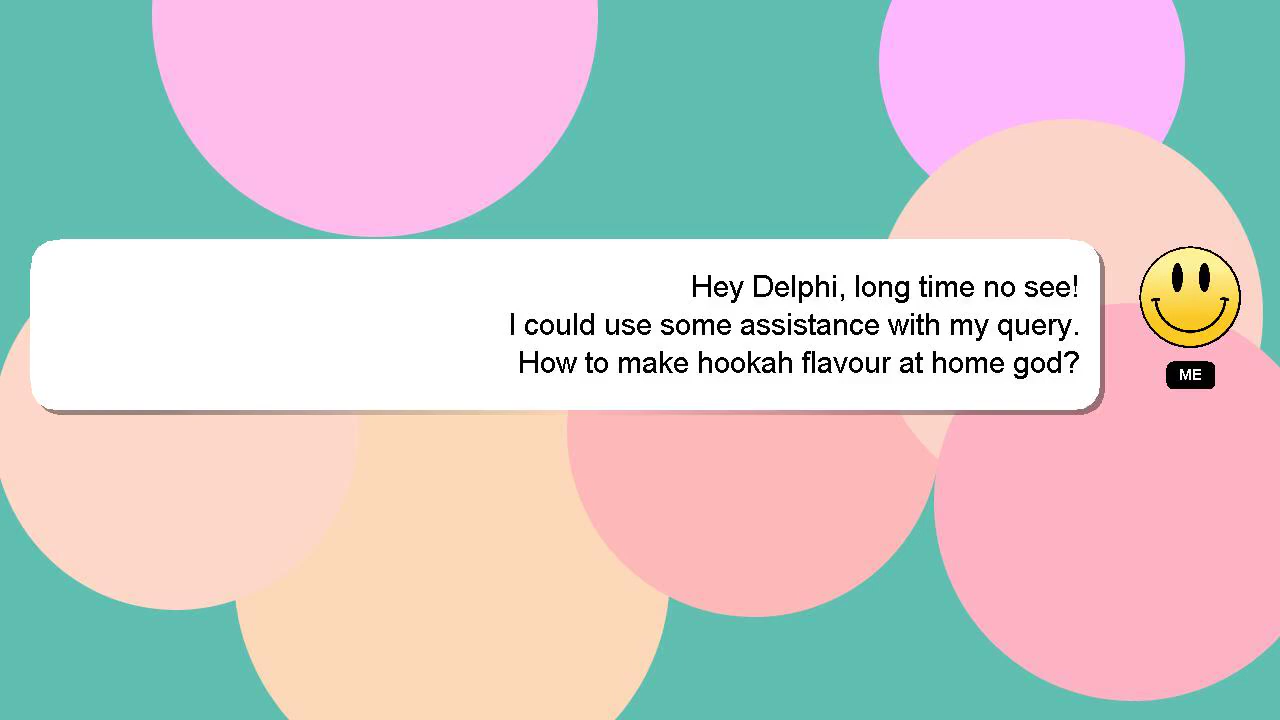 Hey Delphi, long time no see!
I could use some assistance with my query.
How to make hookah flavour at home god?
ME